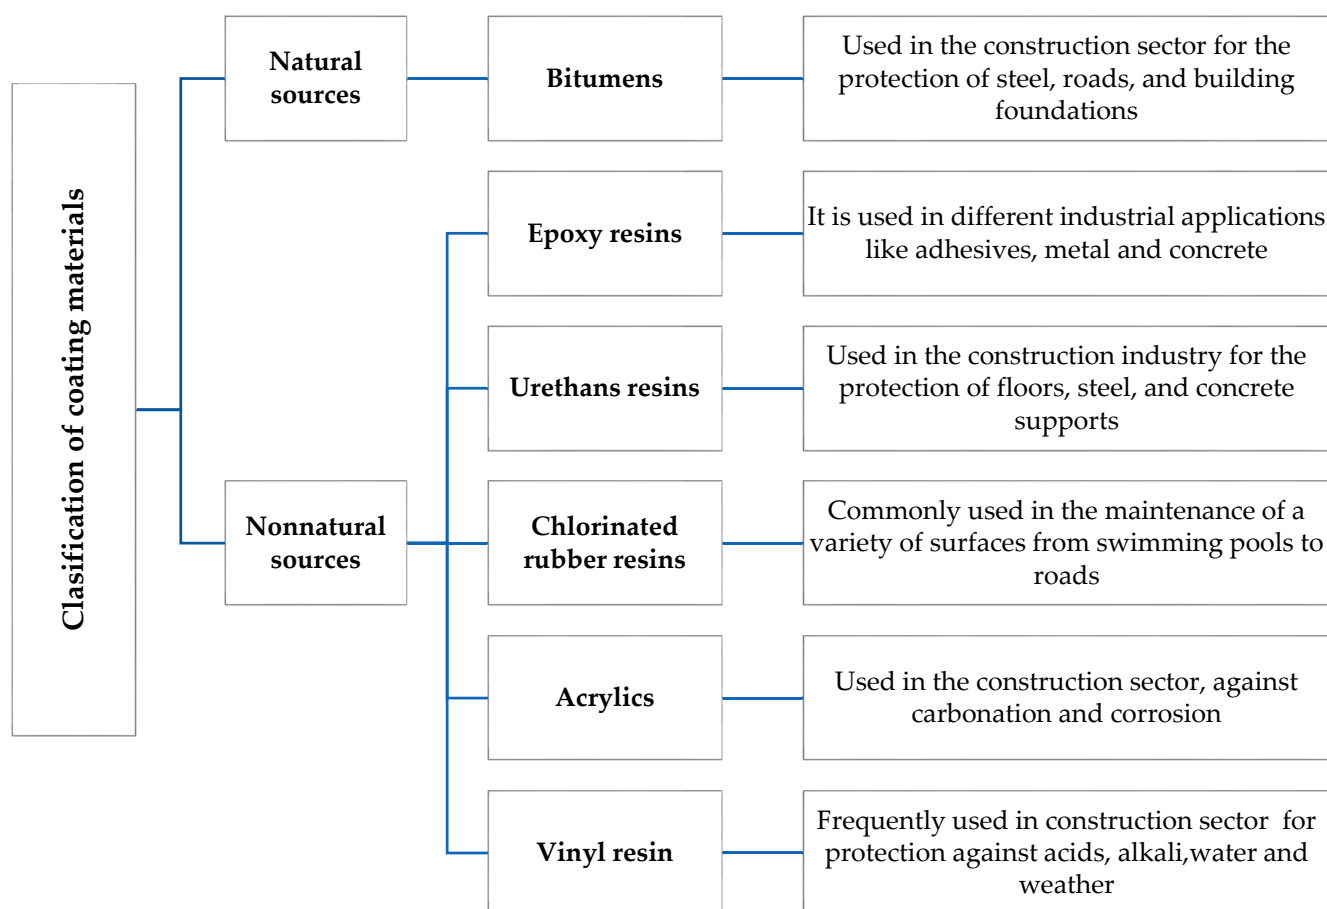 Clasification of coating materials
Natural
sources
Bitumens
Used in the construction sector for the
protection of steel, roads, and building
foundations
Nonnatural
sources
Epoxy resins
It is used in different industrial applications
like adhesives, metal and concrete
Urethans resins
Used in the construction industry for the
protection of floors, steel, and concrete
supports
Chlorinated
rubber resins
Commonly used in the maintenance of a
variety of surfaces from swimming pools to
roads
Acrylics
Used in the construction sector, against
carbonation and corrosion
Vinyl resin
Frequently used in construction sector  for
protection against acids, alkali,water and
weather